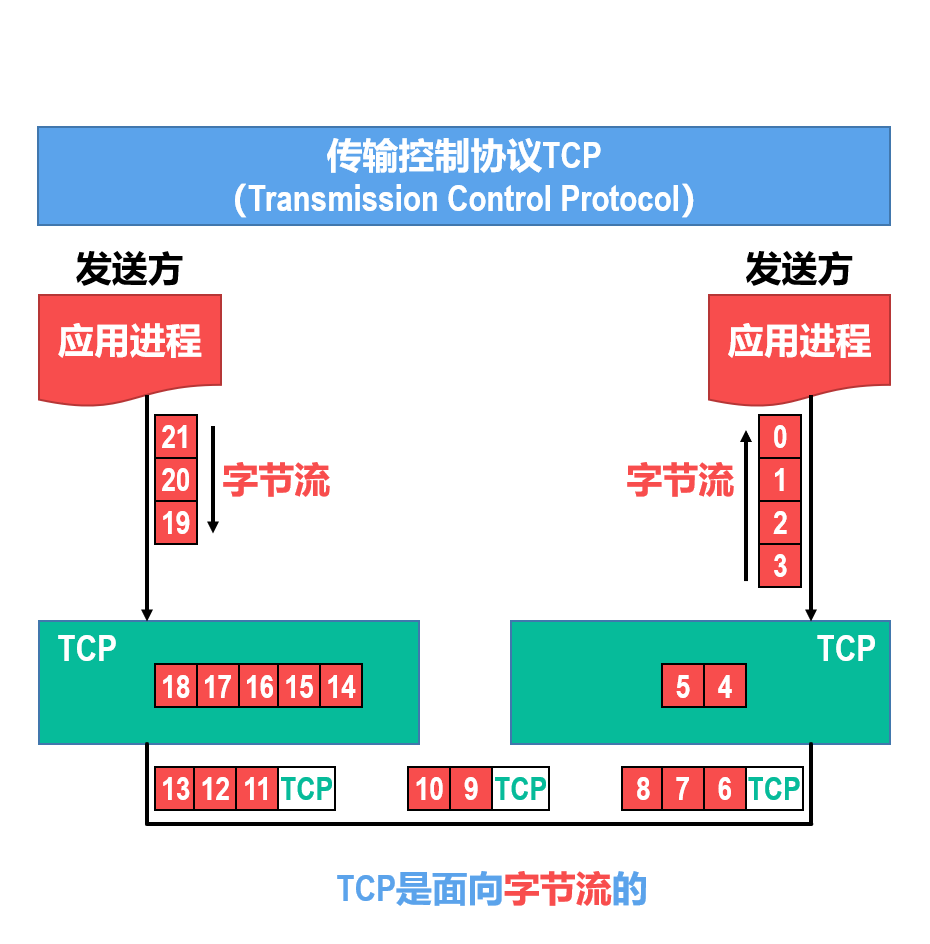 传输控制协议TCP
（Transmission Control Protocol）
发送方
发送方
应用进程
应用进程
21
20
19
字节流
字节流
0
1
2
3
TCP
TCP
18 17 16 15 14
5 4
13 12 11 TCP
10 9 TCP
8 7 6 TCP
TCP是面向字节流的